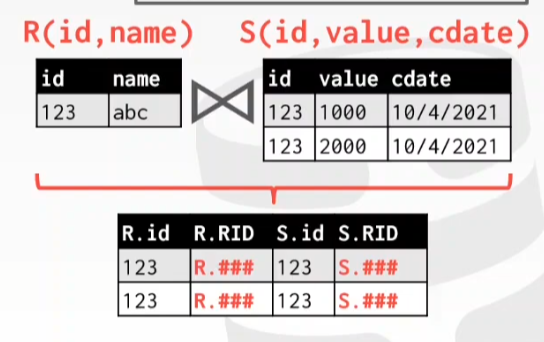 R(id,name) S(id,value,cdate)
id name
123 abc
id value cdate
123 1000 10/4/2021
123 2000 10/4/2021
R.id R.RID S.id S.RID
123 R.### 123 S.###
123 R.### 123 S.###